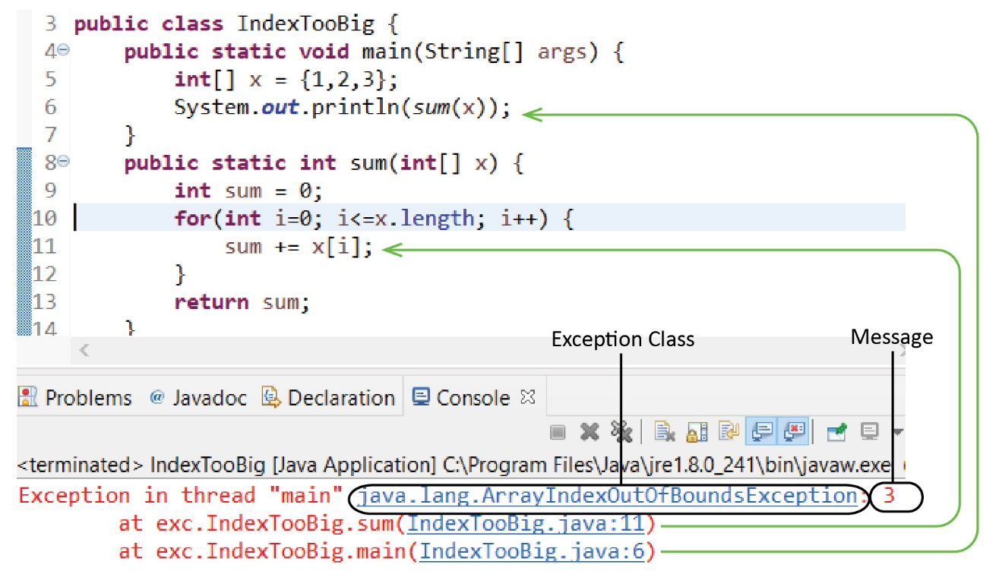 3 public class IndexTooBig {
4 public static void main(String[] args) {
5 int[] x = {1,2,3};
6 System.out.println(sum(x));
7 }
8 public static int sum(int[] x) {
9 int sum = 0;
10 for(int i=0; i<=x.length; i++) {
11 sum += x[i];
12 }
13 return sum;
14 }
Exception Class Message
Problems @ Javadoc Declaration Console
<terminated> IndexTooBig [Java Application] C:\Program Files\Java\jre1.8.0_241\bin\javaw.exe
Exception in thread "main" java.lang.ArrayIndexOutOfBoundsException: 3
at exc.IndexTooBig.sum(IndexTooBig.java:11)
at exc.IndexTooBig.main(IndexTooBig.java:6)